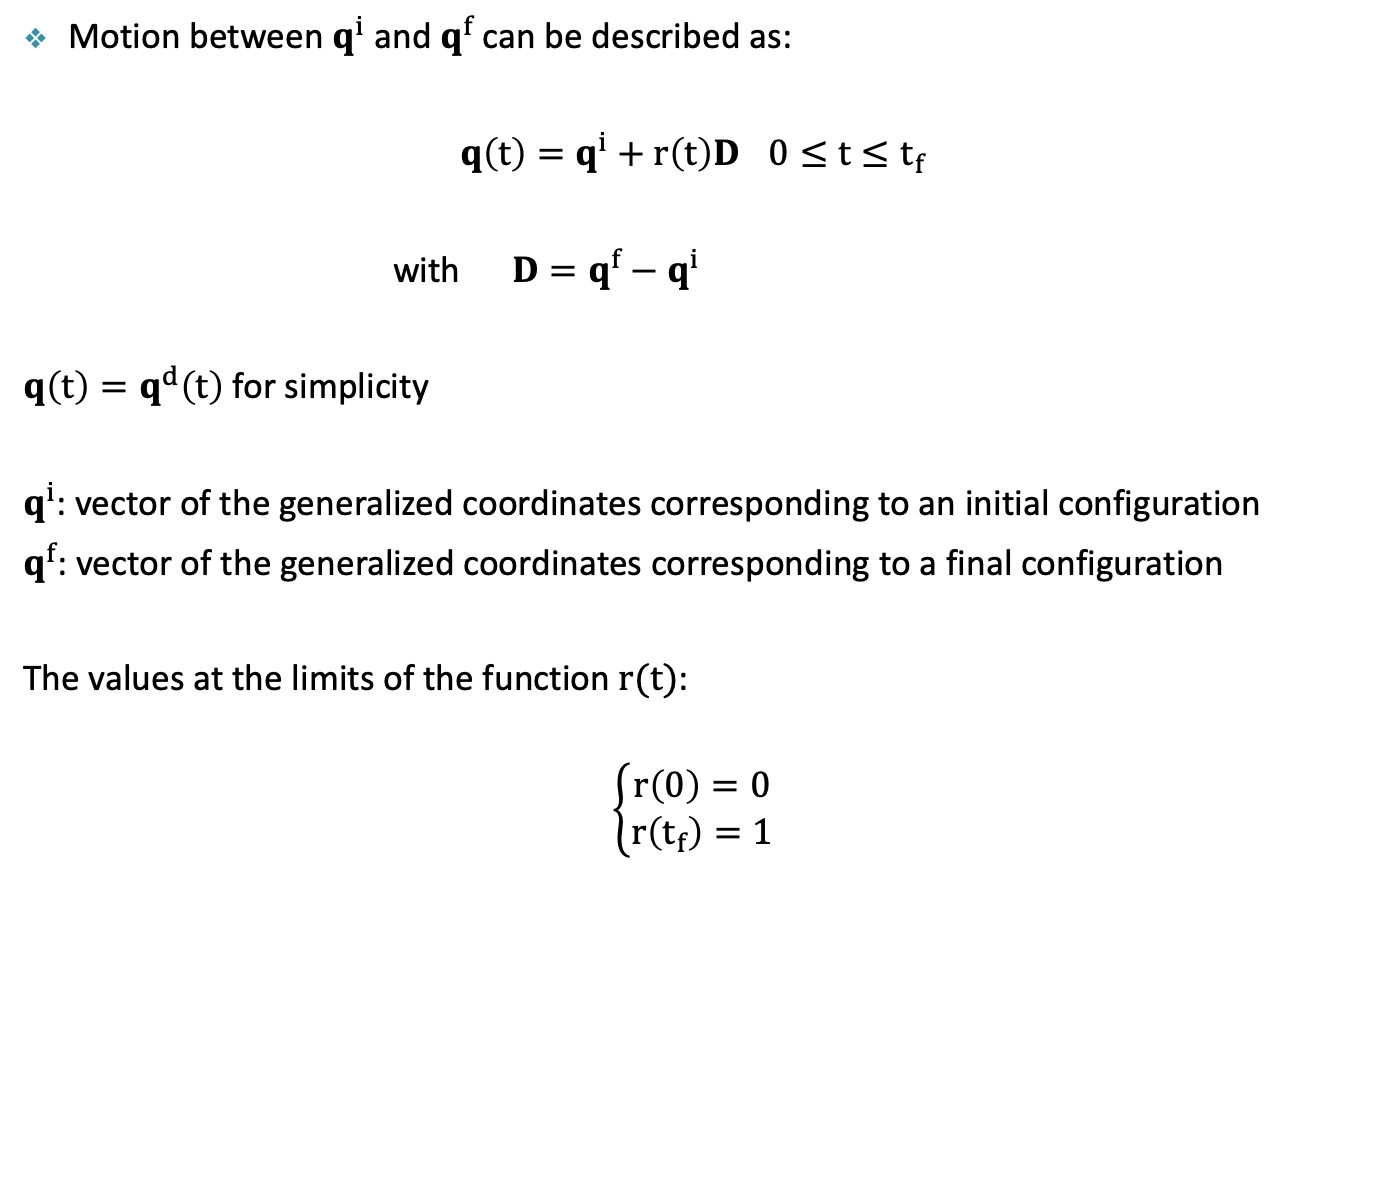 ❖ Motion between qⁱ and qᶠ can be described as:
q(t) = qⁱ + r(t)D 0 ≤ t ≤ t_f
with D = qᶠ − qⁱ
q(t) = qᵈ(t) for simplicity
qⁱ: vector of the generalized coordinates corresponding to an initial configuration
qᶠ: vector of the generalized coordinates corresponding to a final configuration
The values at the limits of the function r(t):
{r(0) = 0
r(t_f) = 1